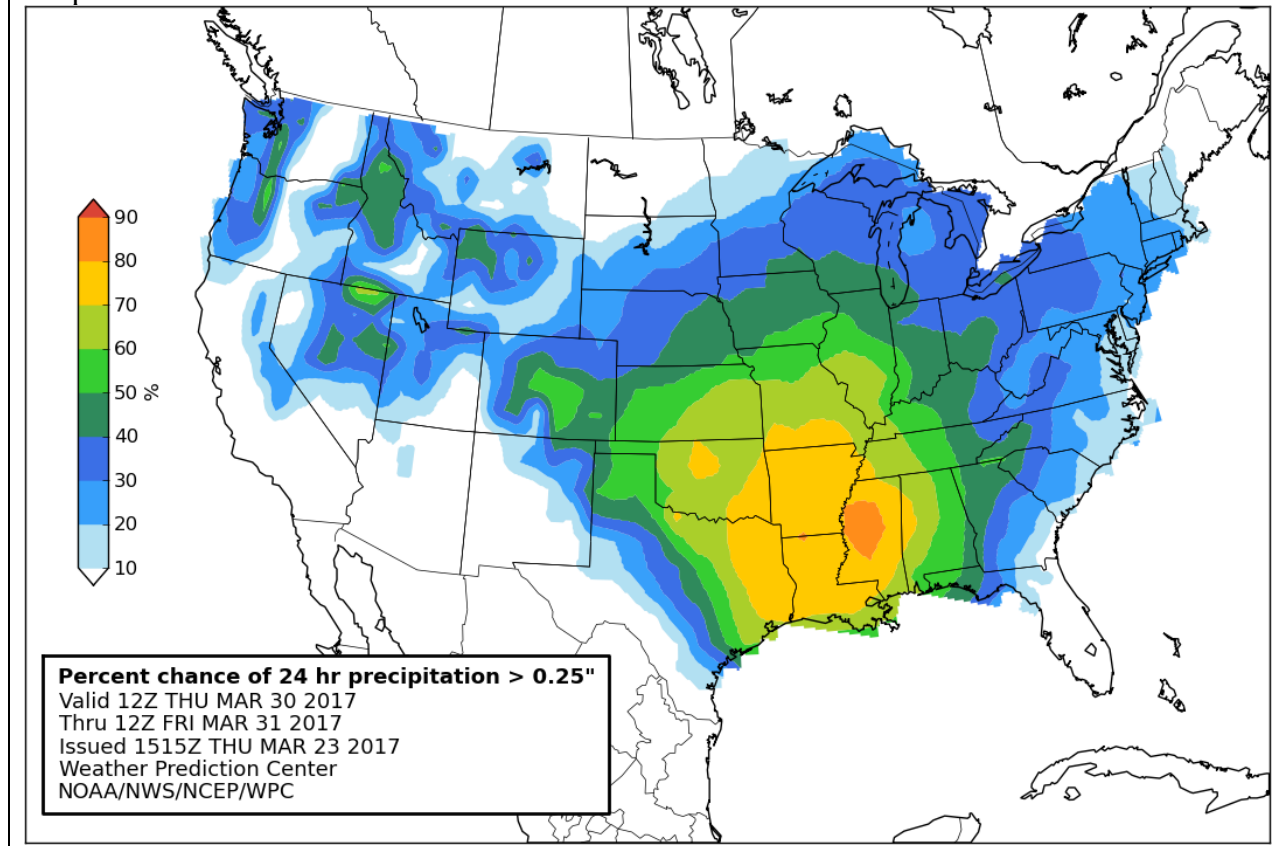 90
80
70
60
50
40
30
20
10
%
Percent chance of 24 hr precipitation > 0.25"
Valid 12Z THU MAR 30 2017
Thru 12Z FRI MAR 31 2017
Issued 1515Z THU MAR 23 2017
Weather Prediction Center
NOAA/NWS/NCEP/WPC